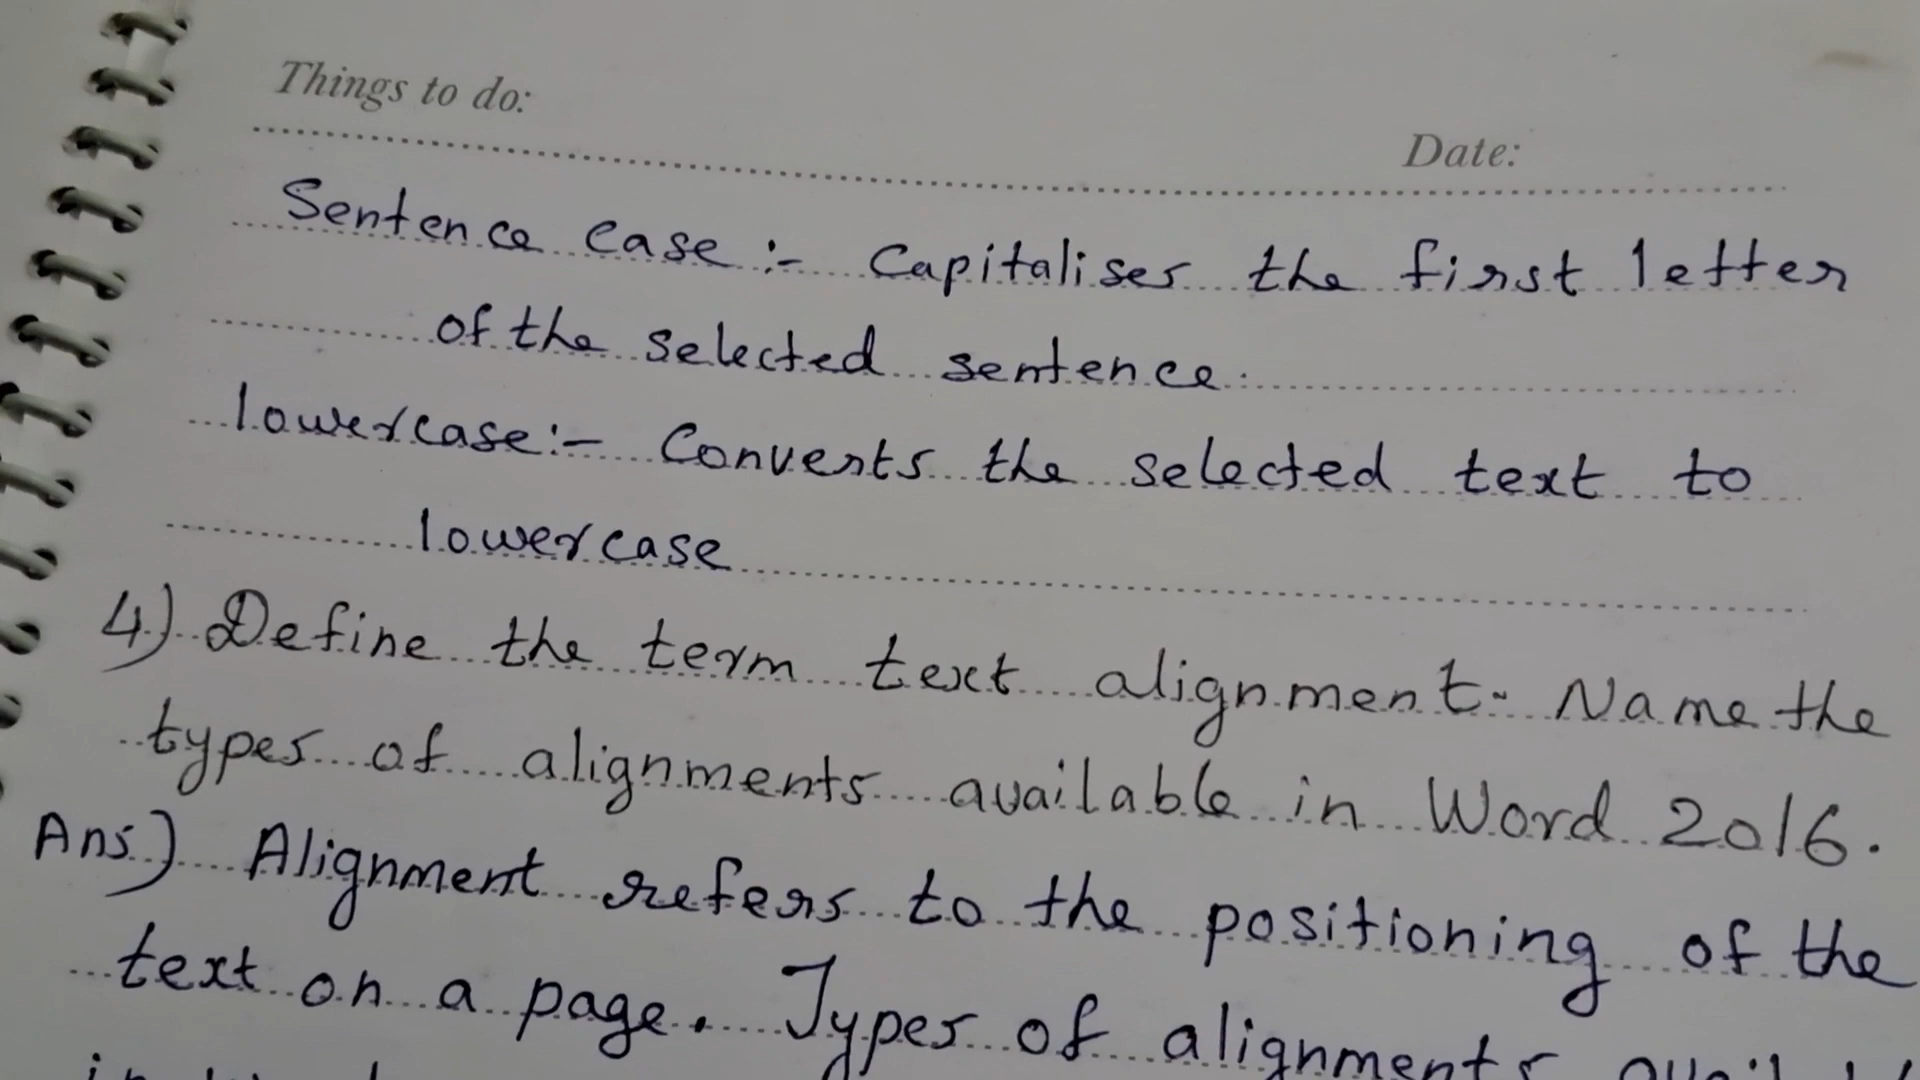 Things to do:
Date:
Sentence case :- Capitalises the first letter
of the selected sentence.
lowercase:- Converts the selected text to
lowercase
4) Define the term text alignment. Name the
types of alignments available in Word 2016.
Ans) Alignment refers to the positioning of the
text on a page. Types of alignments